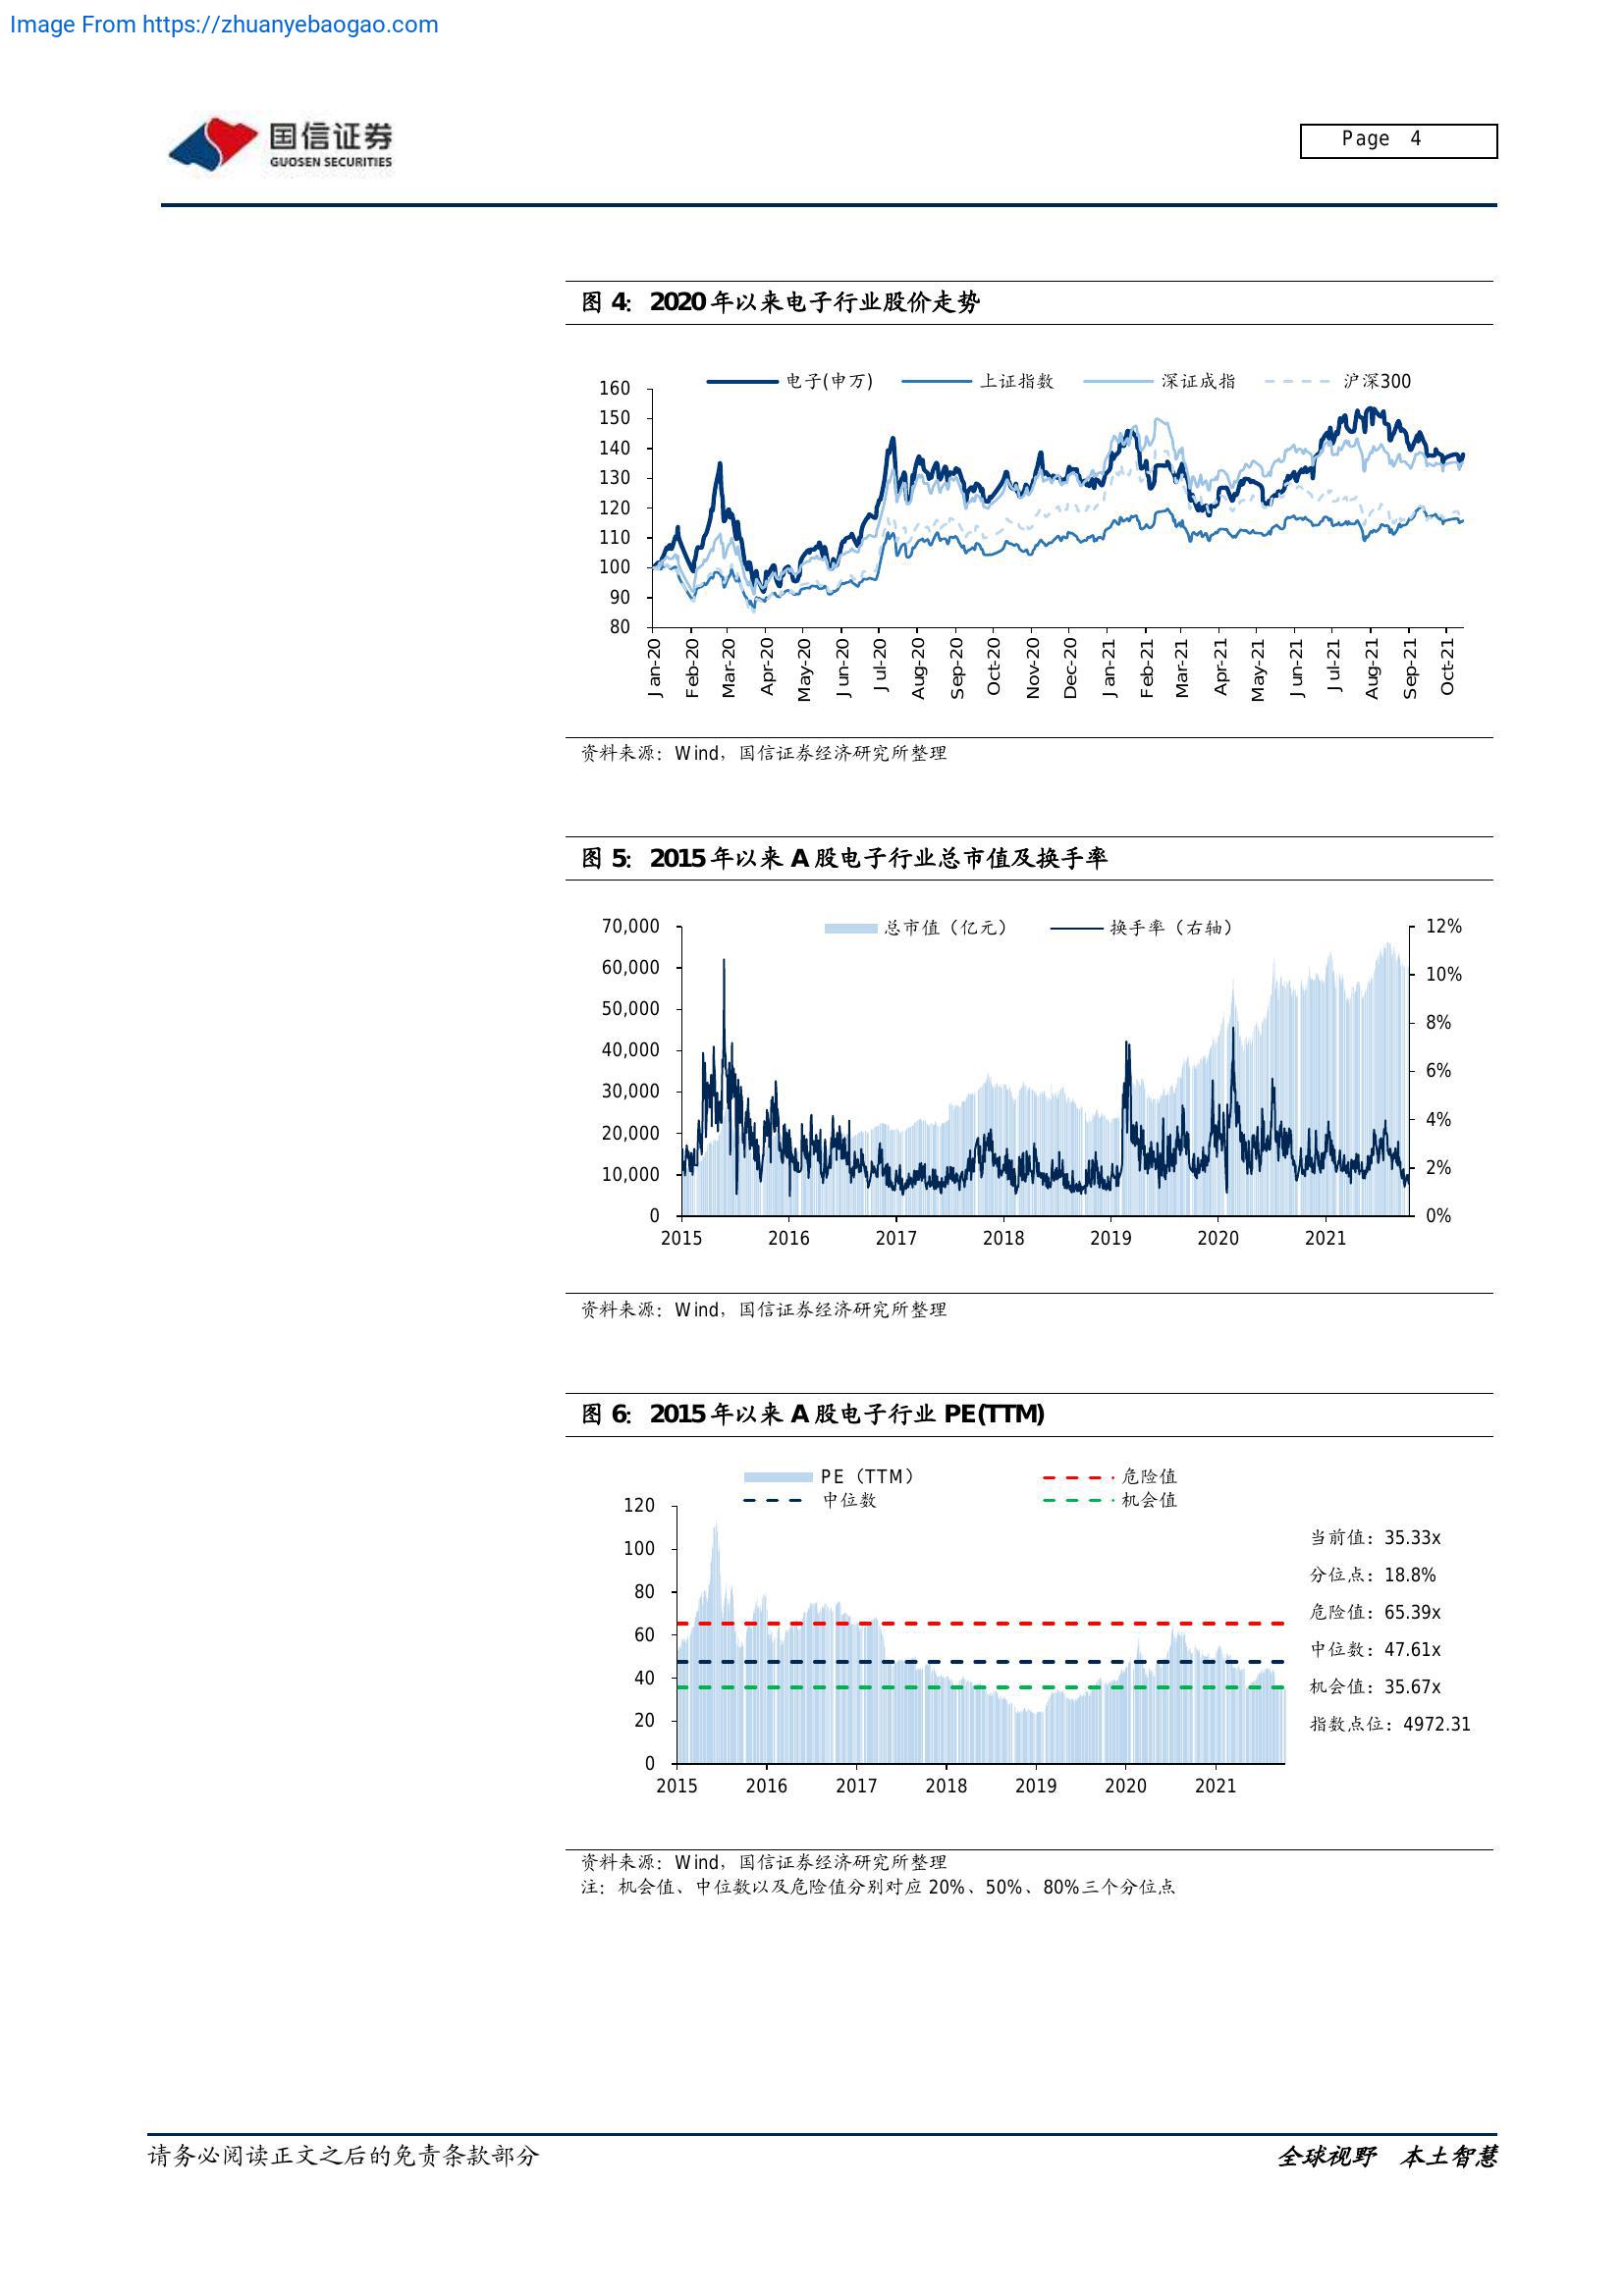 Image From https://zhuanyebaogao.com
国信证券
GUOSEN SECURITIES
Page 4
图 4：2020 年以来电子行业股价走势
电子(申万) 上证指数 深证成指 沪深300
160
150
140
130
120
110
100
90
80
Jan-20 Feb-20 Mar-20 Apr-20 May-20 Jun-20 Jul-20 Aug-20 Sep-20 Oct-20 Nov-20 Dec-20 Jan-21 Feb-21 Mar-21 Apr-21 May-21 Jun-21 Jul-21 Aug-21 Sep-21 Oct-21
资料来源：Wind，国信证券经济研究所整理
图 5：2015 年以来 A 股电子行业总市值及换手率
总市值（亿元） 换手率（右轴）
70,000 12%
60,000 10%
50,000 8%
40,000 6%
30,000 4%
20,000 2%
10,000 0%
0
2015 2016 2017 2018 2019 2020 2021
资料来源：Wind，国信证券经济研究所整理
图 6：2015 年以来 A 股电子行业 PE(TTM)
PE（TTM） 危险值
中位数 机会值
120
100
80
60
40
20
0
2015 2016 2017 2018 2019 2020 2021
当前值：35.33x
分位点：18.8%
危险值：65.39x
中位数：47.61x
机会值：35.67x
指数点位：4972.31
资料来源：Wind，国信证券经济研究所整理
注：机会值、中位数以及危险值分别对应 20%、50%、80%三个分位点
请务必阅读正文之后的免责条款部分
全球视野 本土智慧